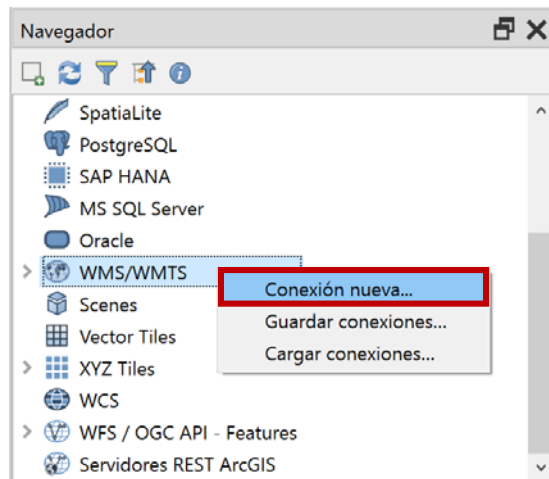 Navegador
SpatiaLite
PostgreSQL
SAP HANA
MS SQL Server
Oracle
WMS/WMTS
Conexión nueva...
Scenes
Guardar conexiones...
Vector Tiles
Cargar conexiones...
XYZ Tiles
WCS
WFS / OGC API - Features
Servidores REST ArcGIS